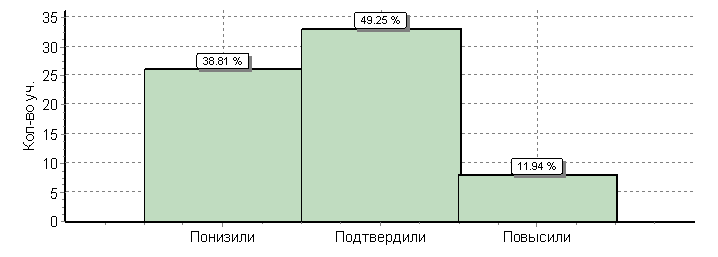 Кол-во уч.
35
30
25
20
15
10
5
0
38.81 %
49.25 %
11.94 %
Понизили
Подтвердили
Повысили